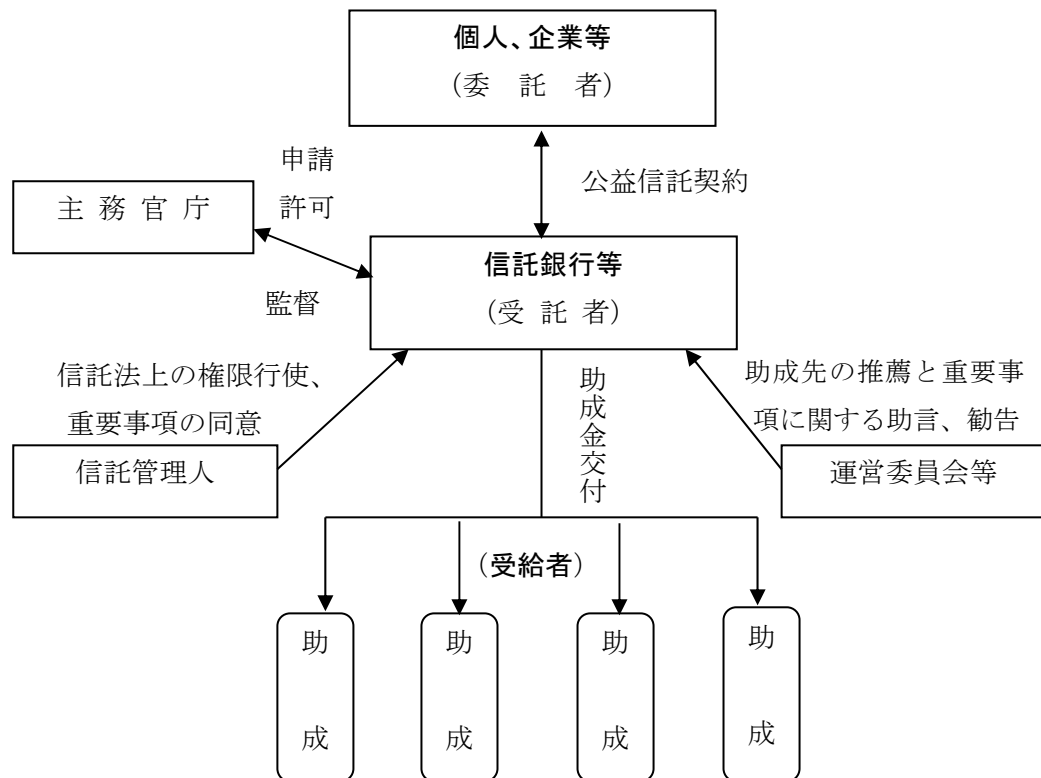 個人、企業等
（委　託　者）
申請
許可
公益信託契約
主 務 官 庁
監督
信託銀行等
（受 託 者）
信託法上の権限行使、
重要事項の同意
助成金交付
助成先の推薦と重要事
項に関する助言、勧告
信託管理人
運営委員会等
（受給者）
助成
助成
助成
助成